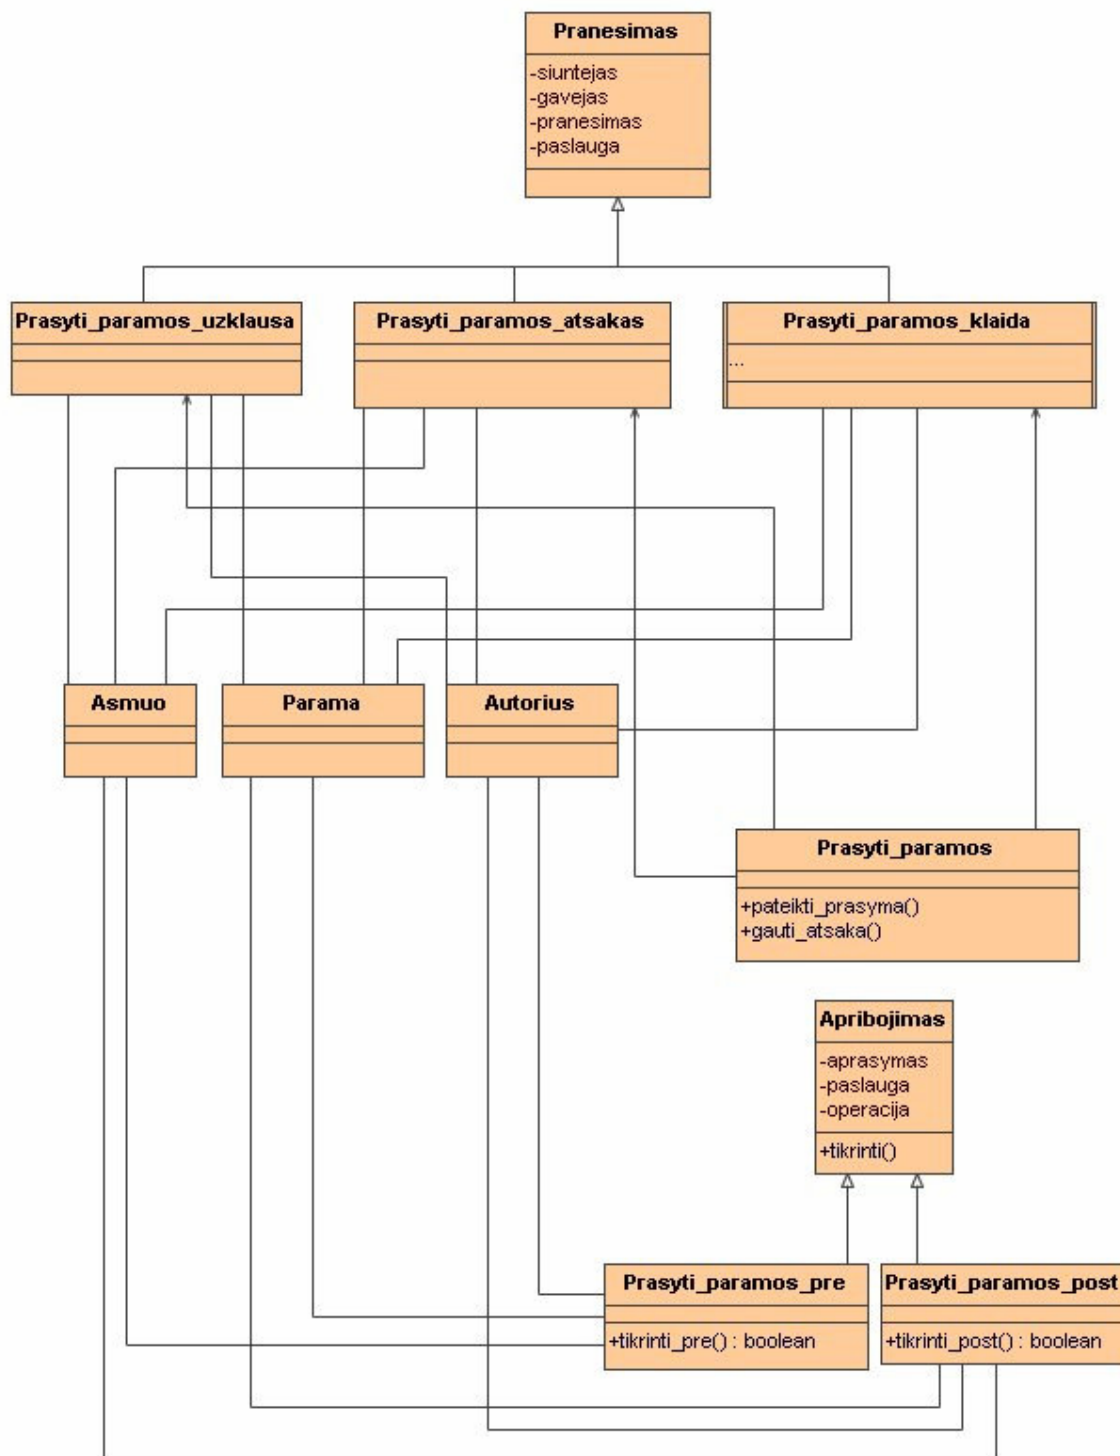 Pranesimas
-siuntejas
-gavejas
-pranesimas
-paslauga
Prasyti_paramos_uzklausa
Prasyti_paramos_atsakas
Prasyti_paramos_klaida
...
Asmuo
Parama
Autorius
Prasyti_paramos
+pateikti_prasyma()
+gauti_atsaka()
Apribojimas
-aprasymas
-paslauga
-operacija
+tikrinti()
Prasyti_paramos_pre
+tikrinti_pre() : boolean
Prasyti_paramos_post
+tikrinti_post() : boolean